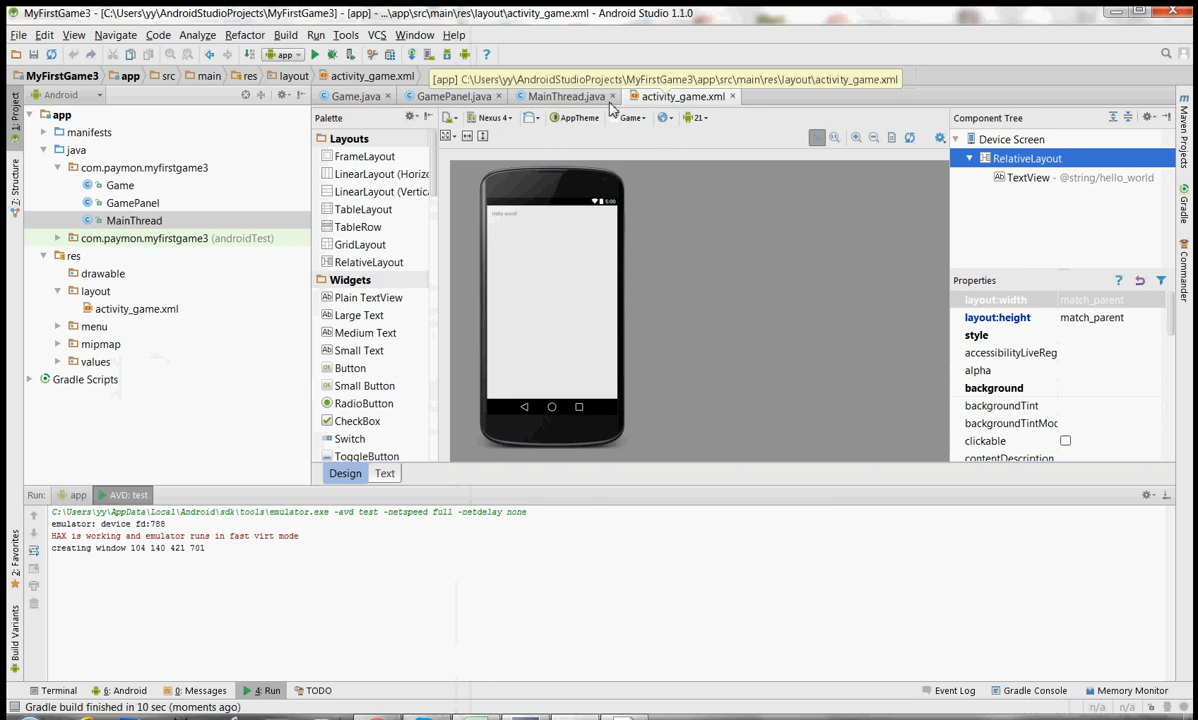 MyFirstGame3 - [C:\Users\yy\AndroidStudioProjects\MyFirstGame3] - [app] - ...\app\src\main\res\layout\activity_game.xml - Android Studio 1.1.0
File Edit View Navigate Code Analyze Refactor Build Run Tools VCS Window Help
app
MyFirstGame3 app src main res layout activity_game.xml
[app] C:\Users\yy\AndroidStudioProjects\MyFirstGame3\app\src\main\res\layout\activity_game.xml
Android
Game.java GamePanel.java MainThread.java activity_game.xml
1: Project
7: Structure
2: Favorites
Build Variants
app
manifests
java
com.paymon.myfirstgame3
Game
GamePanel
MainThread
com.paymon.myfirstgame3 (androidTest)
res
drawable
layout
activity_game.xml
menu
mipmap
values
Gradle Scripts
Palette
Layouts
FrameLayout
LinearLayout (Horizo
LinearLayout (Vertica
TableLayout
TableRow
GridLayout
RelativeLayout
Widgets
Plain TextView
Large Text
Medium Text
Small Text
Button
Small Button
RadioButton
CheckBox
Switch
ToggleButton
Design Text
Nexus 4 AppTheme Game 21
5:00
Hello world!
Component Tree
Device Screen
RelativeLayout
TextView - @string/hello_world
Properties
layout:width match_parent
layout:height match_parent
style
accessibilityLiveReg
alpha
background
backgroundTint
backgroundTintMod
clickable
contentDescription
Maven Projects
Gradle
Commander
Run: app AVD: test
C:\Users\yy\AppData\Local\Android\sdk\tools\emulator.exe -avd test -netspeed full -netdelay none
emulator: device fd:788
HAX is working and emulator runs in fast virt mode
creating window 104 140 421 701
Terminal 6: Android 0: Messages 4: Run TODO Event Log Gradle Console Memory Monitor
Gradle build finished in 10 sec (moments ago) n/a n/a